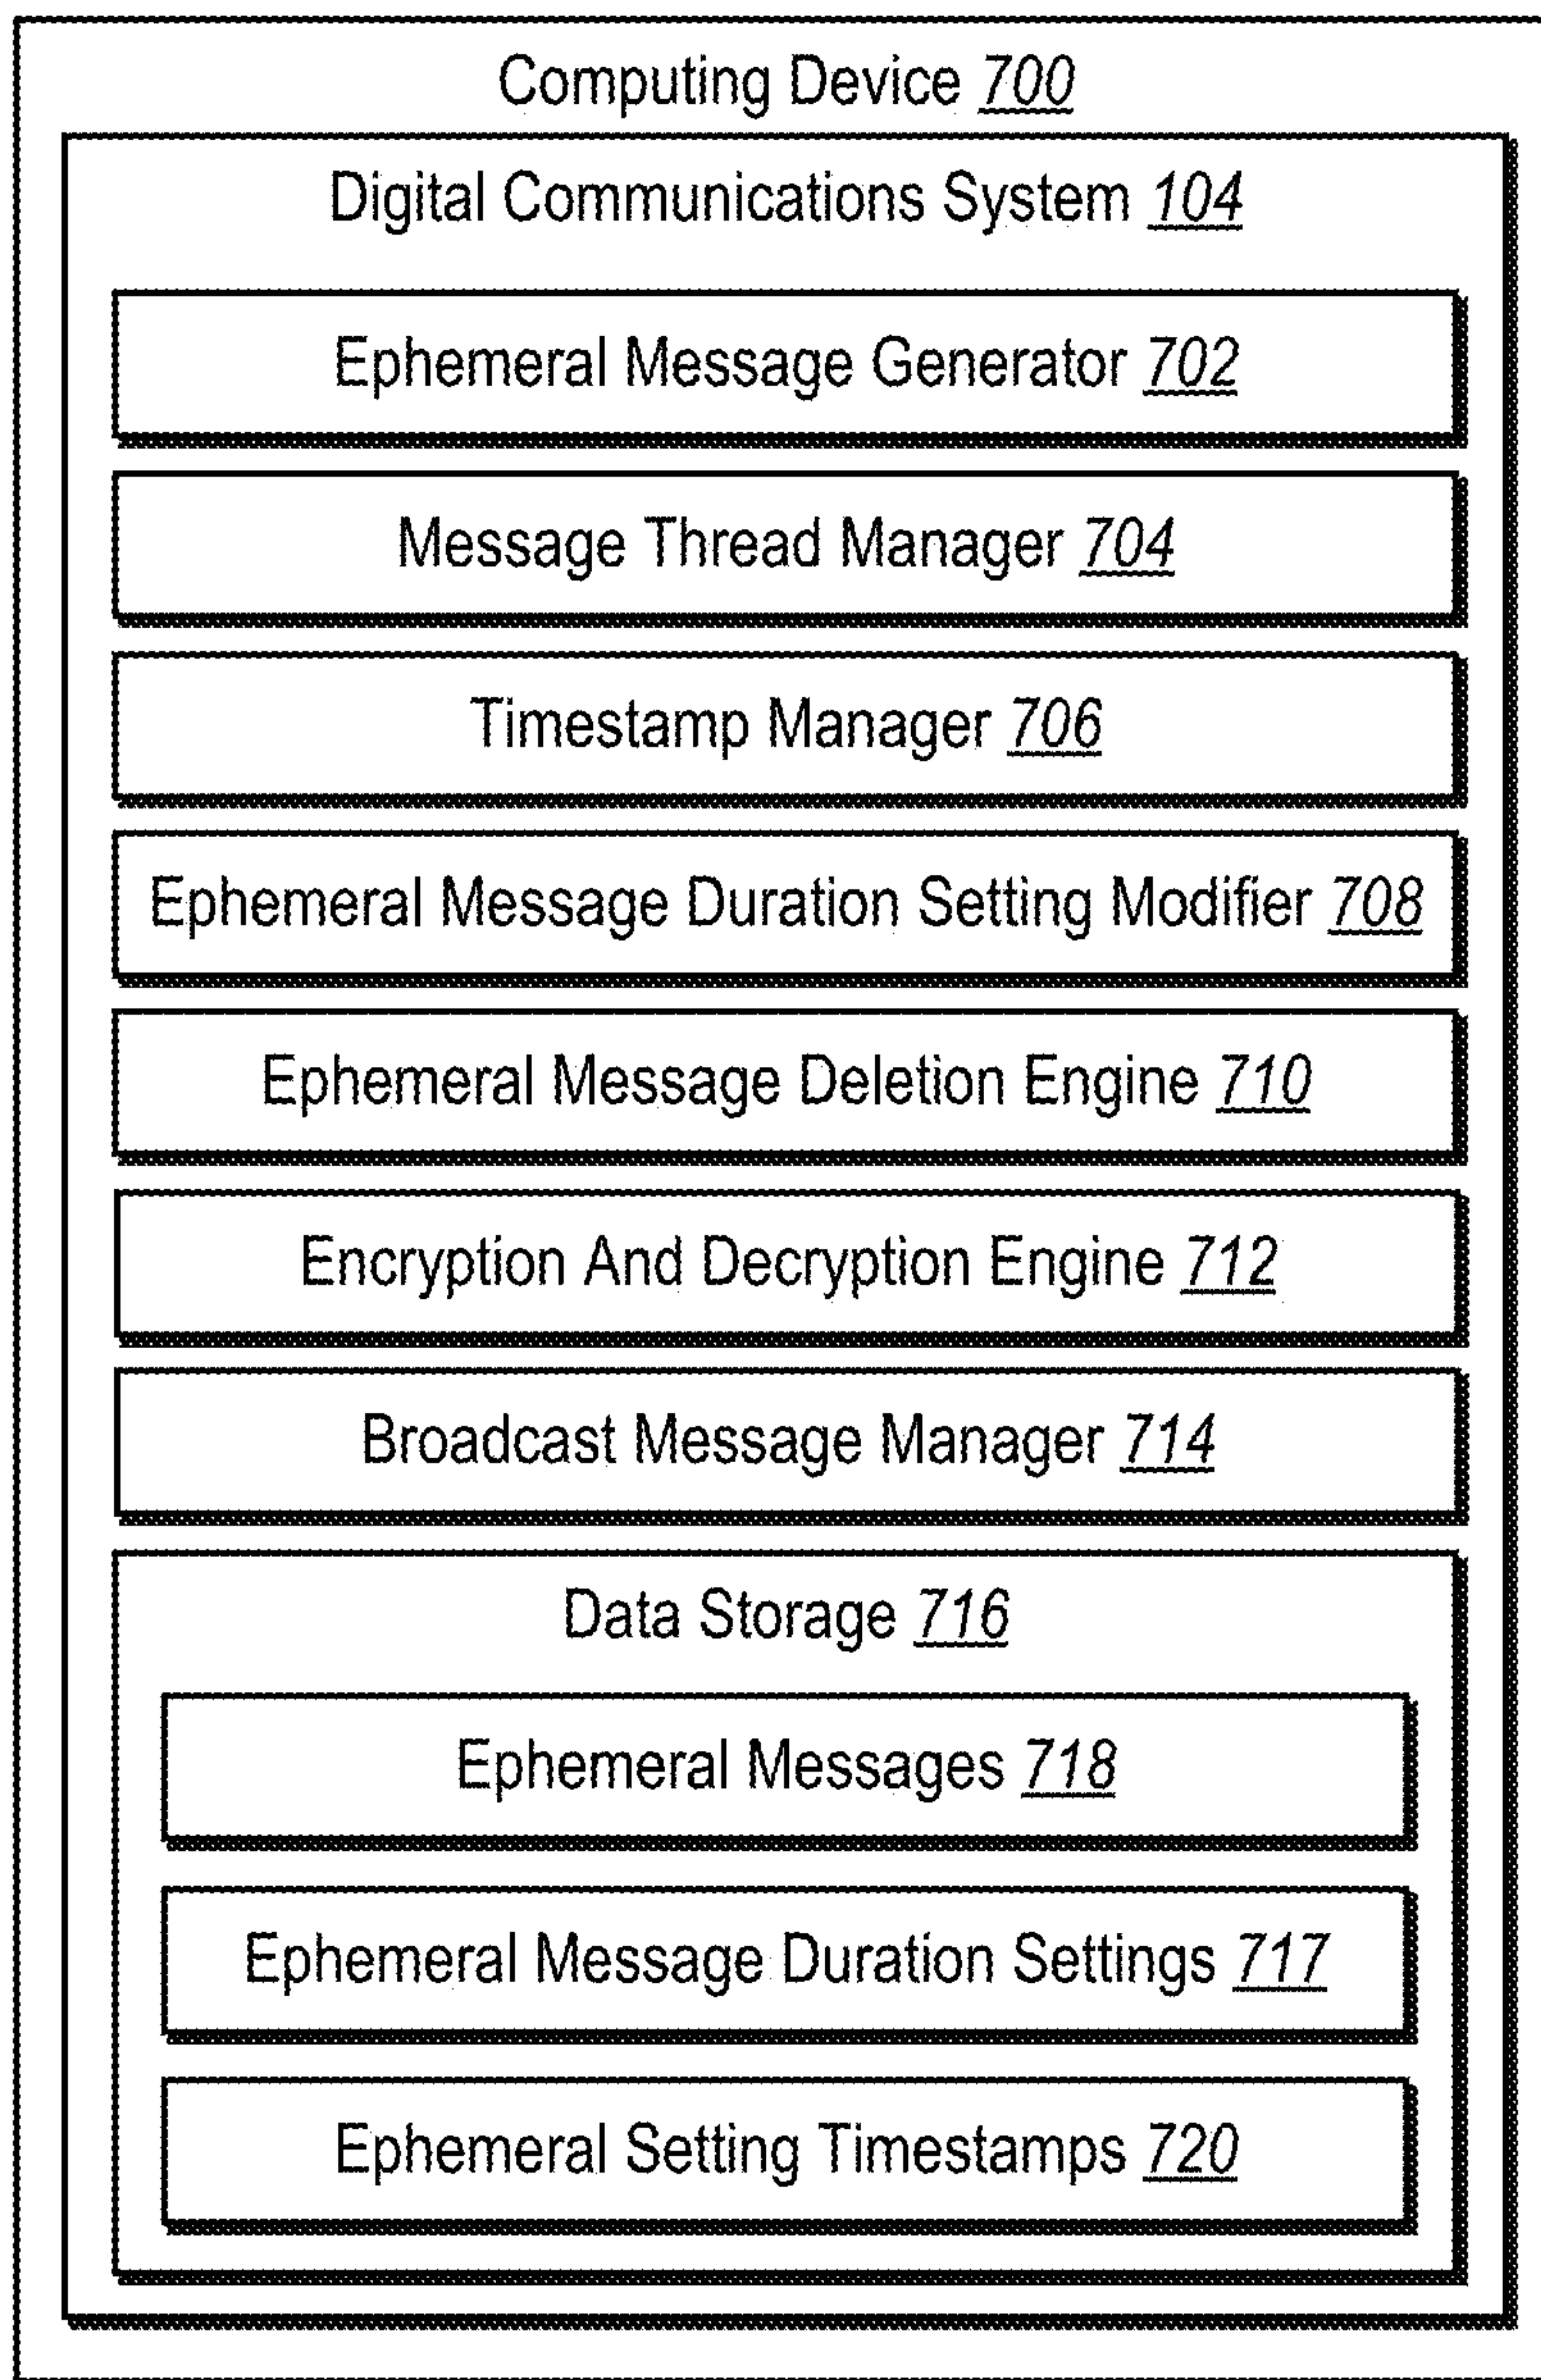 Computing Device 700
Digital Communications System 104
Ephemeral Message Generator 702
Message Thread Manager 704
Timestamp Manager 706
Ephemeral Message Duration Setting Modifier 708
Ephemeral Message Deletion Engine 710
Encryption And Decryption Engine 712
Broadcast Message Manager 714
Data Storage 716
Ephemeral Messages 718
Ephemeral Message Duration Settings 717
Ephemeral Setting Timestamps 720